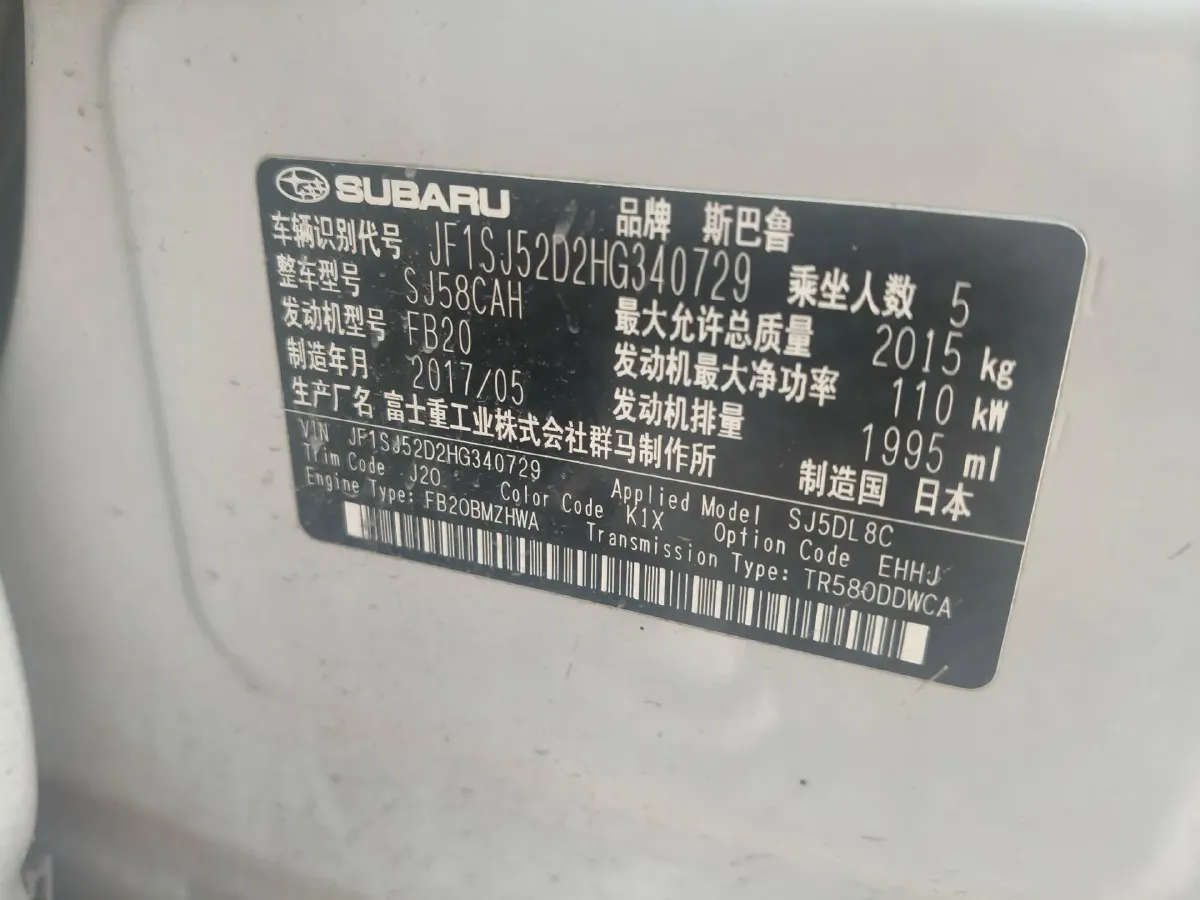 SUBARU 品牌 斯巴鲁
车辆识别代号 JF1SJ52D2HG340729 乘坐人数 5
整车型号 SJ58CAH 最大允许总质量 2015 kg
发动机型号 FB20 发动机最大净功率 110 kW
制造年月 2017/05 发动机排量 1995 ml
生产厂名 富士重工业株式会社群马制作所 制造国 日本
VIN JF1SJ52D2HG340729 Applied Model SJ5DL8C
Trim Code J20 Color Code K1X Option Code EHHJ
Engine Type: FB20BMZHWA Transmission Type: TR580DDWCA